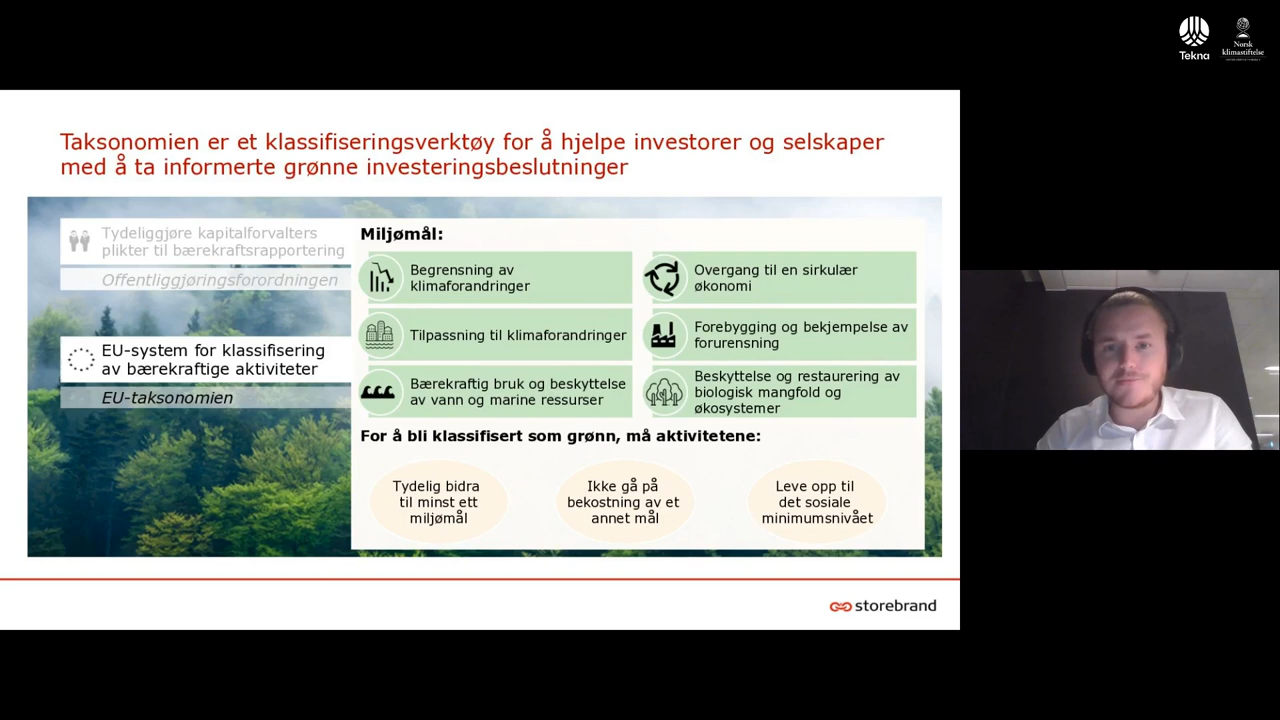 Tekna
Norsk
klimastiftelse
Taksonomien er et klassifiseringsverktøy for å hjelpe investorer og selskaper
med å ta informerte grønne investeringsbeslutninger
Tydeliggjøre kapitalforvalters
plikter til bærekraftsrapportering
Offentliggjøringsforordningen
EU-system for klassifisering
av bærekraftige aktiviteter
EU-taksonomien
Miljømål:
Begrensning av
klimaforandringer
Overgang til en sirkulær
økonomi
Tilpassning til klimaforandringer
Forebygging og bekjempelse av
forurensning
Bærekraftig bruk og beskyttelse
av vann og marine ressurser
Beskyttelse og restaurering av
biologisk mangfold og
økosystemer
For å bli klassifisert som grønn, må aktivitetene:
Tydelig bidra
til minst ett
miljømål
Ikke gå på
bekostning av et
annet mål
Leve opp til
det sosiale
minimumsnivået
storebrand